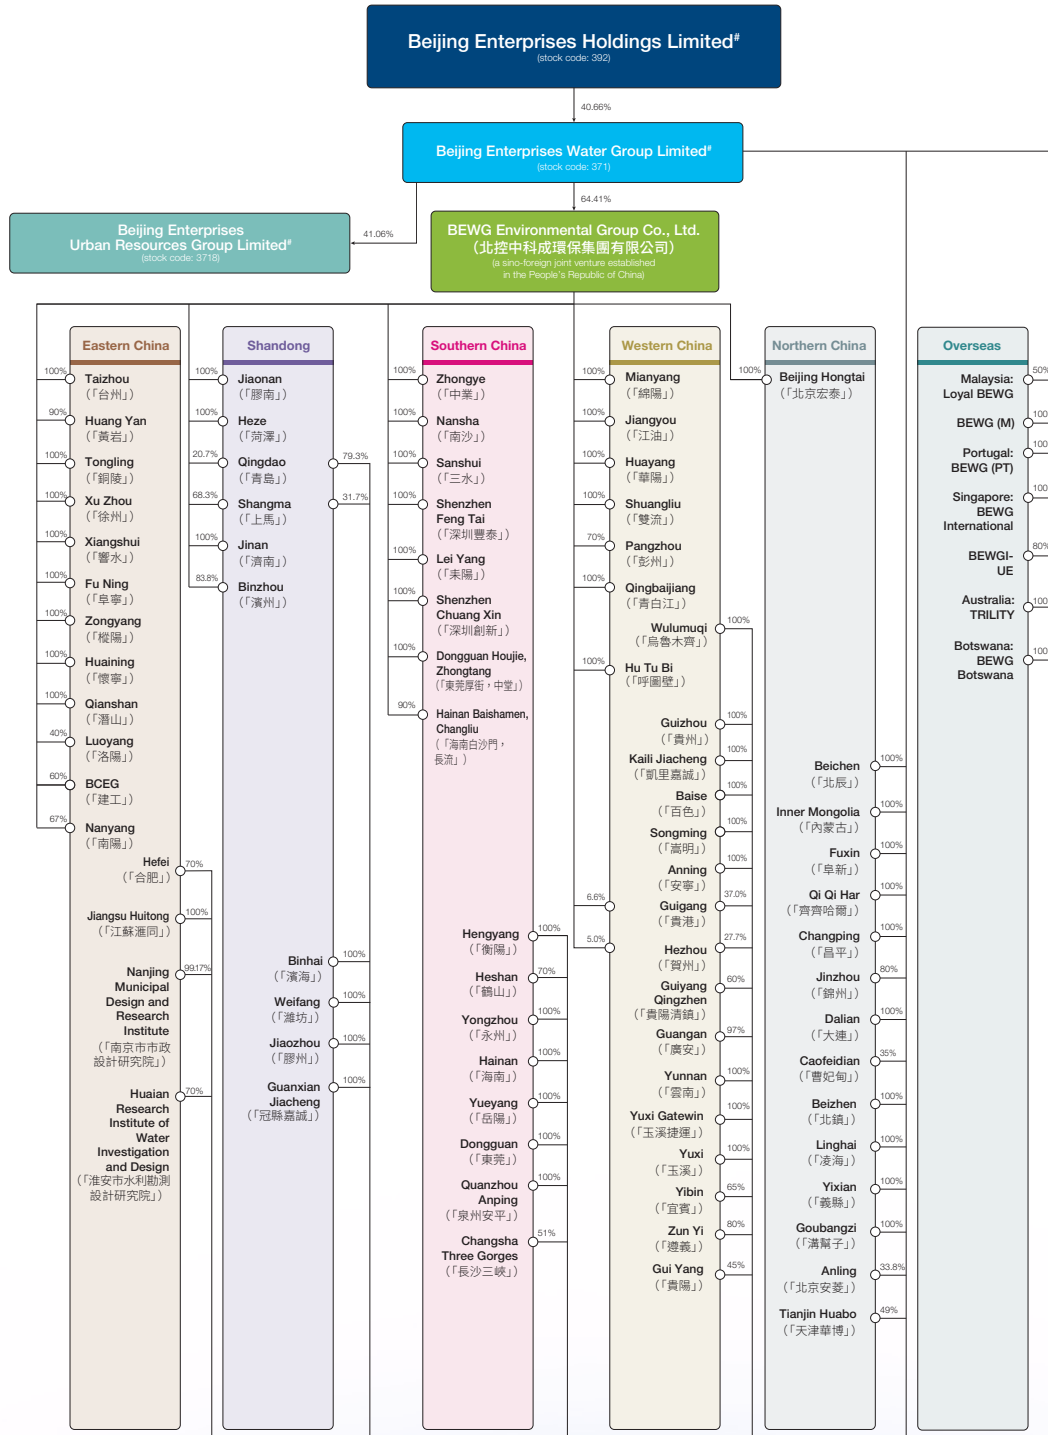 Beijing Enterprises Holdings Limited#
(stock code: 392)
40.66%
Beijing Enterprises Water Group Limited#
(stock code: 371)
64.41%
41.06%
Beijing Enterprises
Urban Resources Group Limited#
(stock code: 3718)
BEWG Environmental Group Co., Ltd.
(北控中科成環保集團有限公司)
(a sino-foreign joint venture established
in the People's Republic of China)
Eastern China
100%
Taizhou
(「台州」)
90%
Huang Yan
(「黃岩」)
100%
Tongling
(「銅陵」)
100%
Xu Zhou
(「徐州」)
100%
Xiangshui
(「響水」)
100%
Fu Ning
(「阜寧」)
100%
Zongyang
(「樅陽」)
100%
Huaining
(「懷寧」)
100%
Qianshan
(「潛山」)
40%
Luoyang
(「洛陽」)
60%
BCEG
(「建工」)
67%
Nanyang
(「南陽」)
Hefei
70%
(「合肥」)
Jiangsu Huitong
100%
(「江蘇滙同」)
Nanjing
99.17%
Municipal
Design and
Research
Institute
(「南京市市政
設計研究院」)
Huaian
70%
Research
Institute of
Water
Investigation
and Design
(「淮安市水利勘測
設計研究院」)
Shandong
100%
Jiaonan
(「膠南」)
100%
Heze
(「菏澤」)
20.7%
Qingdao
79.3%
(「青島」)
68.3%
Shangma
31.7%
(「上馬」)
100%
Jinan
(「濟南」)
83.8%
Binzhou
(「濱州」)
Binhai
100%
(「濱海」)
Weifang
100%
(「濰坊」)
Jiaozhou
100%
(「膠州」)
Guanxian
Jiacheng
100%
(「冠縣嘉誠」)
Southern China
100%
Zhongye
(「中業」)
100%
Nansha
(「南沙」)
100%
Sanshui
(「三水」)
100%
Shenzhen
Feng Tai
(「深圳豐泰」)
100%
Lei Yang
(「耒陽」)
100%
Shenzhen
Chuang Xin
(「深圳創新」)
100%
Dongguan Houjie,
Zhongtang
(「東莞厚街，中堂」)
90%
Hainan Baishamen,
Changliu
(「海南白沙門，
長流」)
Hengyang
100%
(「衡陽」)
Heshan
70%
(「鶴山」)
Yongzhou
100%
(「永州」)
Hainan
100%
(「海南」)
Yueyang
100%
(「岳陽」)
Dongguan
100%
(「東莞」)
Quanzhou
Anping
100%
(「泉州安平」)
Changsha
Three Gorges
51%
(「長沙三峽」)
Western China
100%
Mianyang
(「綿陽」)
100%
Jiangyou
(「江油」)
100%
Huayang
(「華陽」)
100%
Shuangliu
(「雙流」)
70%
Pangzhou
(「彭州」)
100%
Qingbaijiang
(「青白江」)
Wulumuqi
100%
(「烏魯木齊」)
100%
Hu Tu Bi
(「呼圖壁」)
Guizhou
100%
(「貴州」)
Kaili Jiacheng
100%
(「凱里嘉誠」)
Baise
100%
(「百色」)
Songming
100%
(「嵩明」)
Anning
100%
(「安寧」)
6.6%
Guigang
37.0%
(「貴港」)
5.0%
Hezhou
27.7%
(「賀州」)
Guiyang
Qingzhen
60%
(「貴陽清鎮」)
Guangan
97%
(「廣安」)
Yunnan
100%
(「雲南」)
Yuxi Gatewin
100%
(「玉溪捷運」)
Yuxi
100%
(「玉溪」)
Yibin
65%
(「宜賓」)
Zun Yi
80%
(「遵義」)
Gui Yang
45%
(「貴陽」)
Northern China
100%
Beijing Hongtai
(「北京宏泰」)
Beichen
100%
(「北辰」)
Inner Mongolia
100%
(「內蒙古」)
Fuxin
100%
(「阜新」)
Qi Qi Har
100%
(「齊齊哈爾」)
Changping
100%
(「昌平」)
Jinzhou
80%
(「錦州」)
Dalian
100%
(「大連」)
Caofeidian
35%
(「曹妃甸」)
Beizhen
100%
(「北鎮」)
Linghai
100%
(「凌海」)
Yixian
100%
(「義縣」)
Goubangzi
100%
(「溝幫子」)
Anling
33.8%
(「北京安菱」)
Tianjin Huabo
49%
(「天津華博」)
Overseas
Malaysia:
Loyal BEWG
50%
BEWG (M)
100
Portugal:
BEWG (PT)
100
Singapore:
BEWG
International
100
BEWGI-
UE
80%
Australia:
TRILITY
100
Botswana:
BEWG
Botswana
100